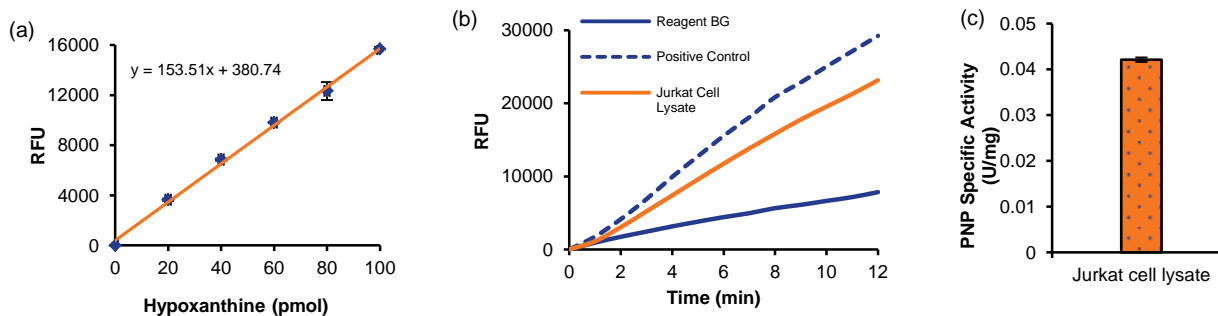 (a)
16000
12000
8000
4000
0
y = 153.51x + 380.74
RFU
0 20 40 60 80 100
Hypoxanthine (pmol)
(b)
30000
20000
10000
0
Reagent BG
Positive Control
Jurkat Cell
Lysate
RFU
0 2 4 6 8 10 12
Time (min)
(c)
0.05
0.04
0.03
0.02
0.01
0
PNP Specific Activity
(U/mg)
Jurkat cell lysate